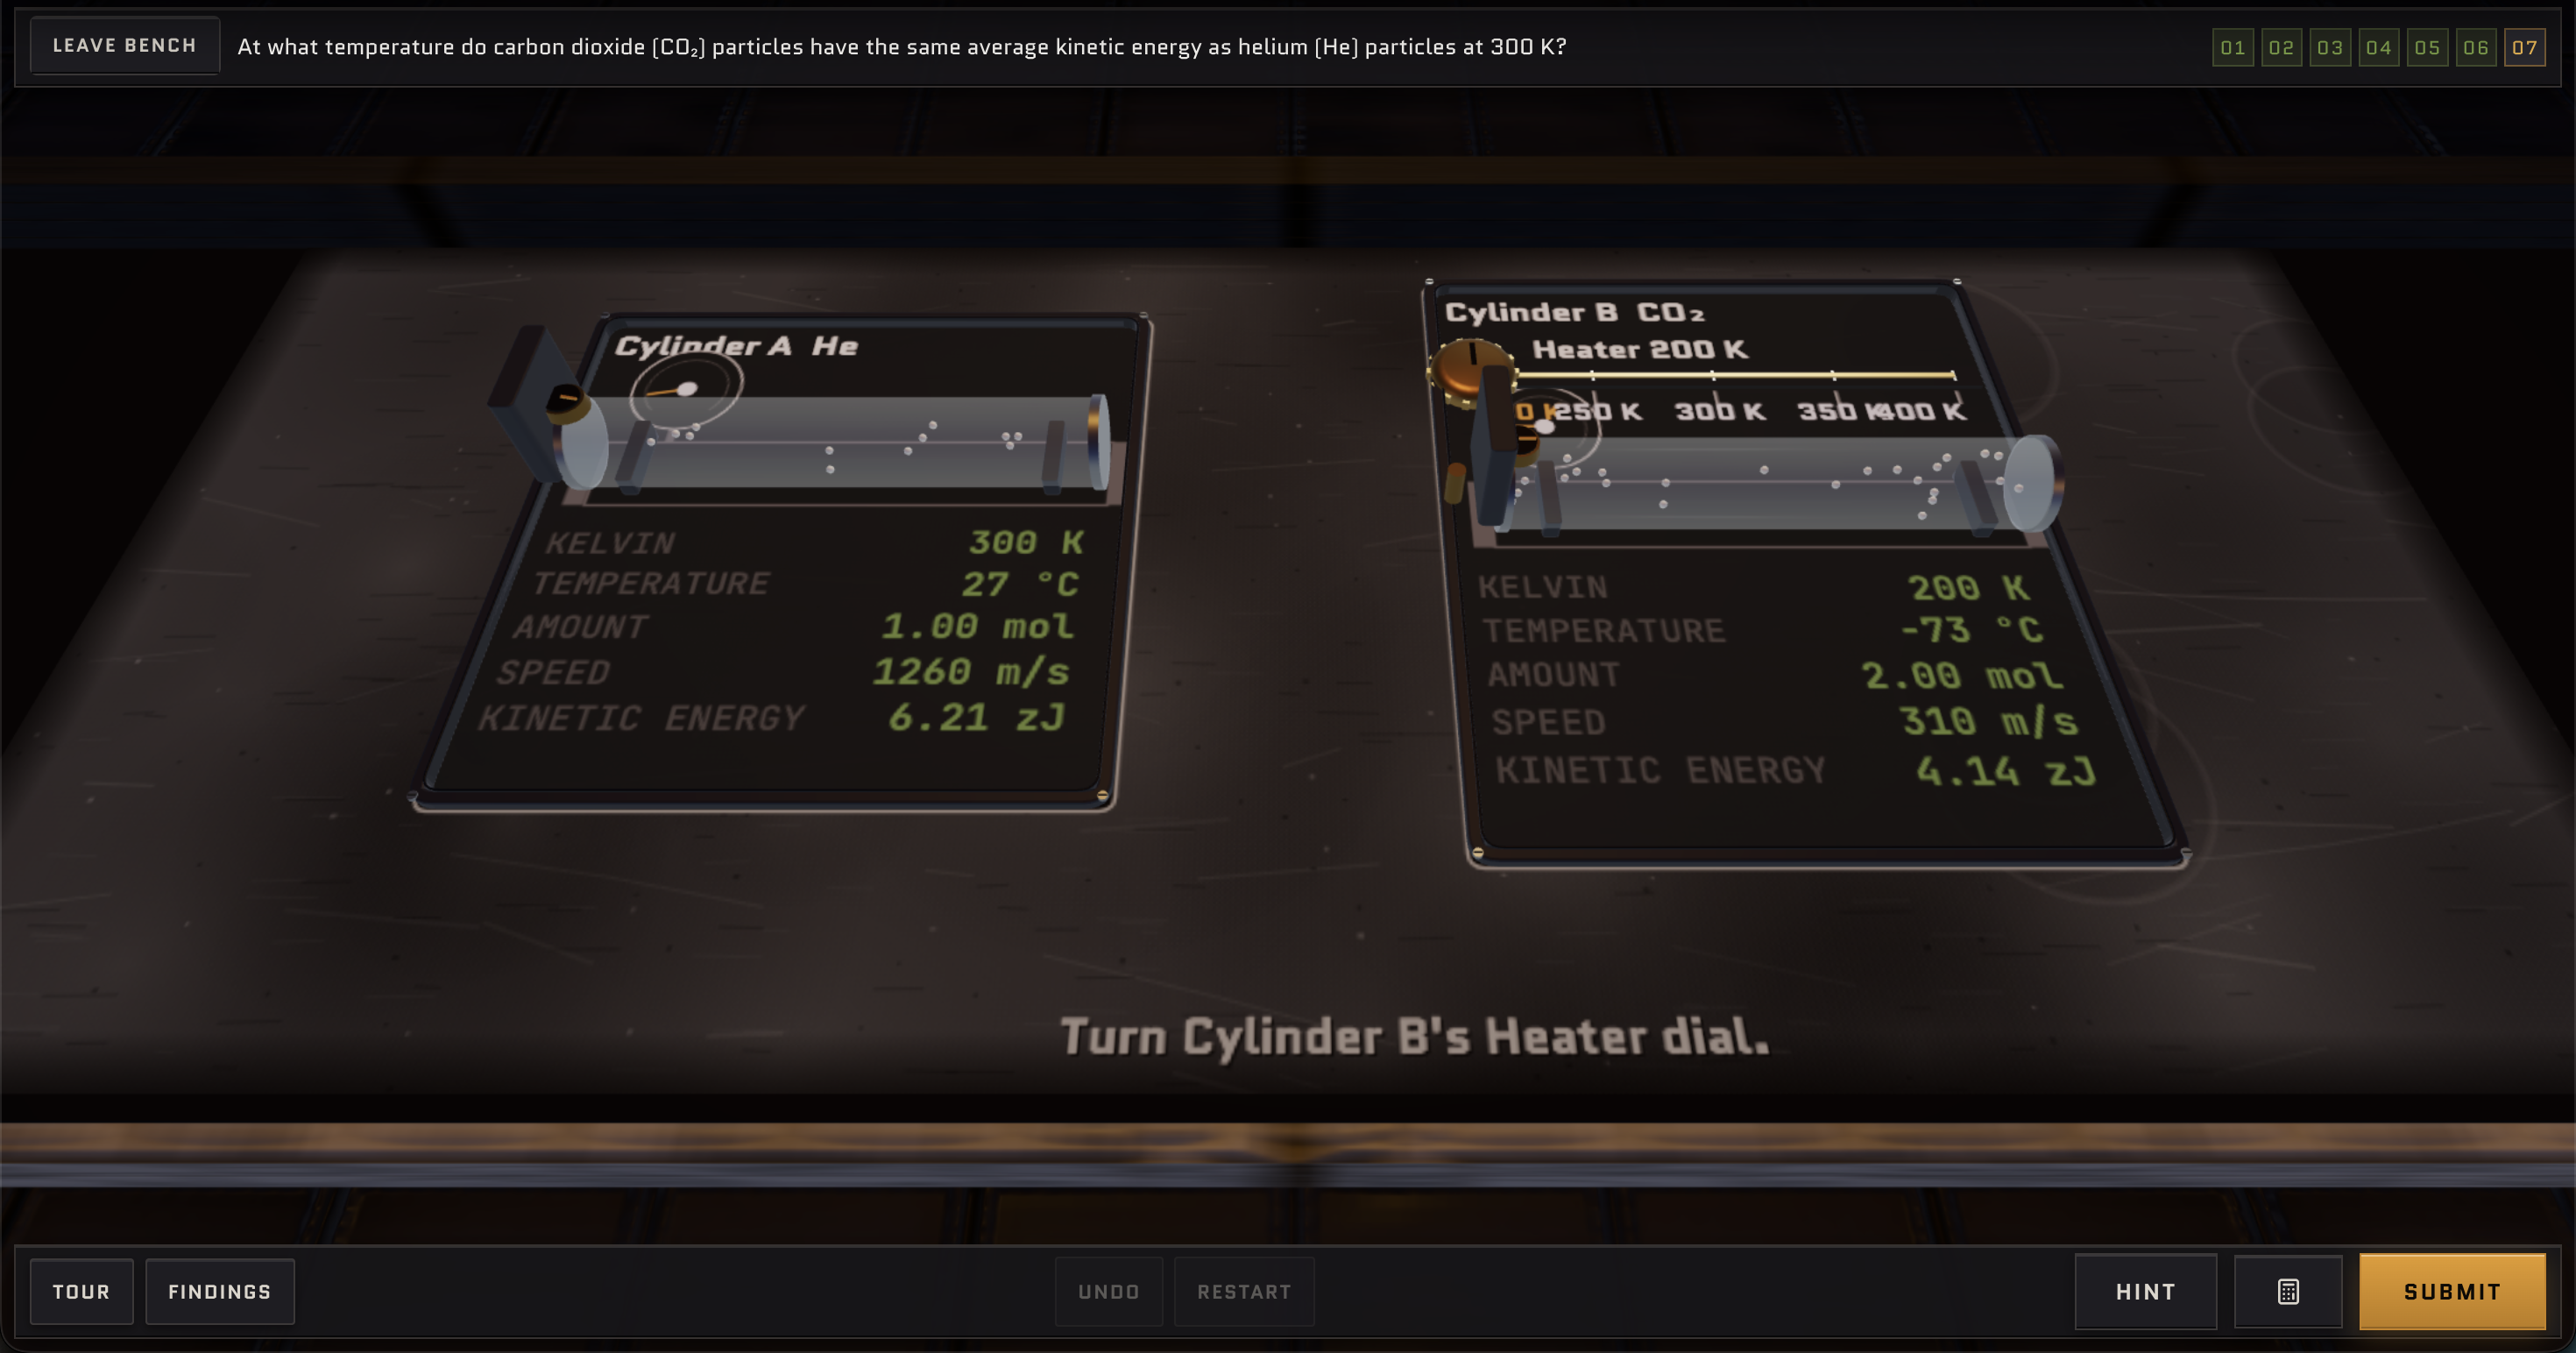 LEAVE BENCH
At what temperature do carbon dioxide (CO₂) particles have the same average kinetic energy as helium (He) particles at 300 K?
01 02 03 04 05 06 07
Cylinder A He
KELVIN 300 K
TEMPERATURE 27 °C
AMOUNT 1.00 mol
SPEED 1260 m/s
KINETIC ENERGY 6.21 zJ
Cylinder B CO₂
Heater 200 K
0 K 250 K 300 K 350 K 400 K
KELVIN 200 K
TEMPERATURE -73 °C
AMOUNT 2.00 mol
SPEED 310 m/s
KINETIC ENERGY 4.14 zJ
Turn Cylinder B's Heater dial.
TOUR FINDINGS UNDO RESTART HINT SUBMIT